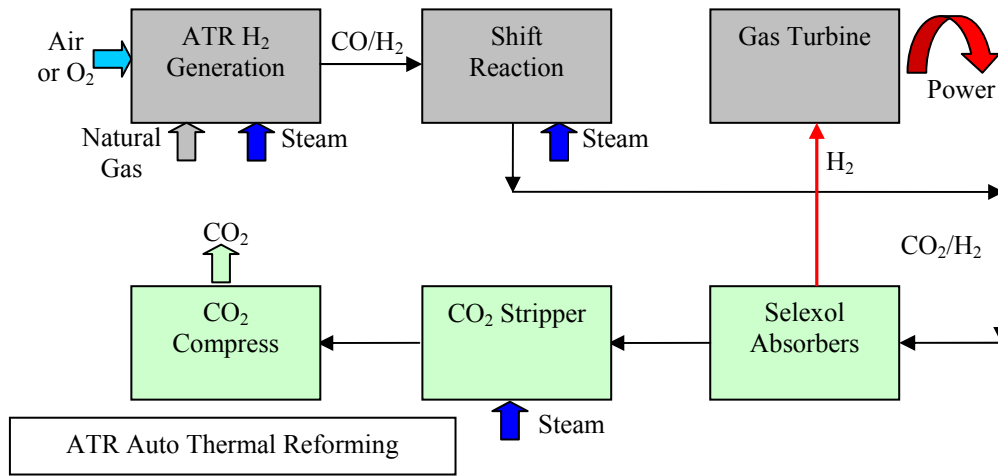 Air
or O₂
ATR H₂
Generation
CO/H₂
Shift
Reaction
Gas Turbine
Power
Natural
Gas
Steam
Steam
H₂
CO₂/H₂
CO₂
CO₂
Compress
CO₂ Stripper
Selexol
Absorbers
Steam
ATR Auto Thermal Reforming